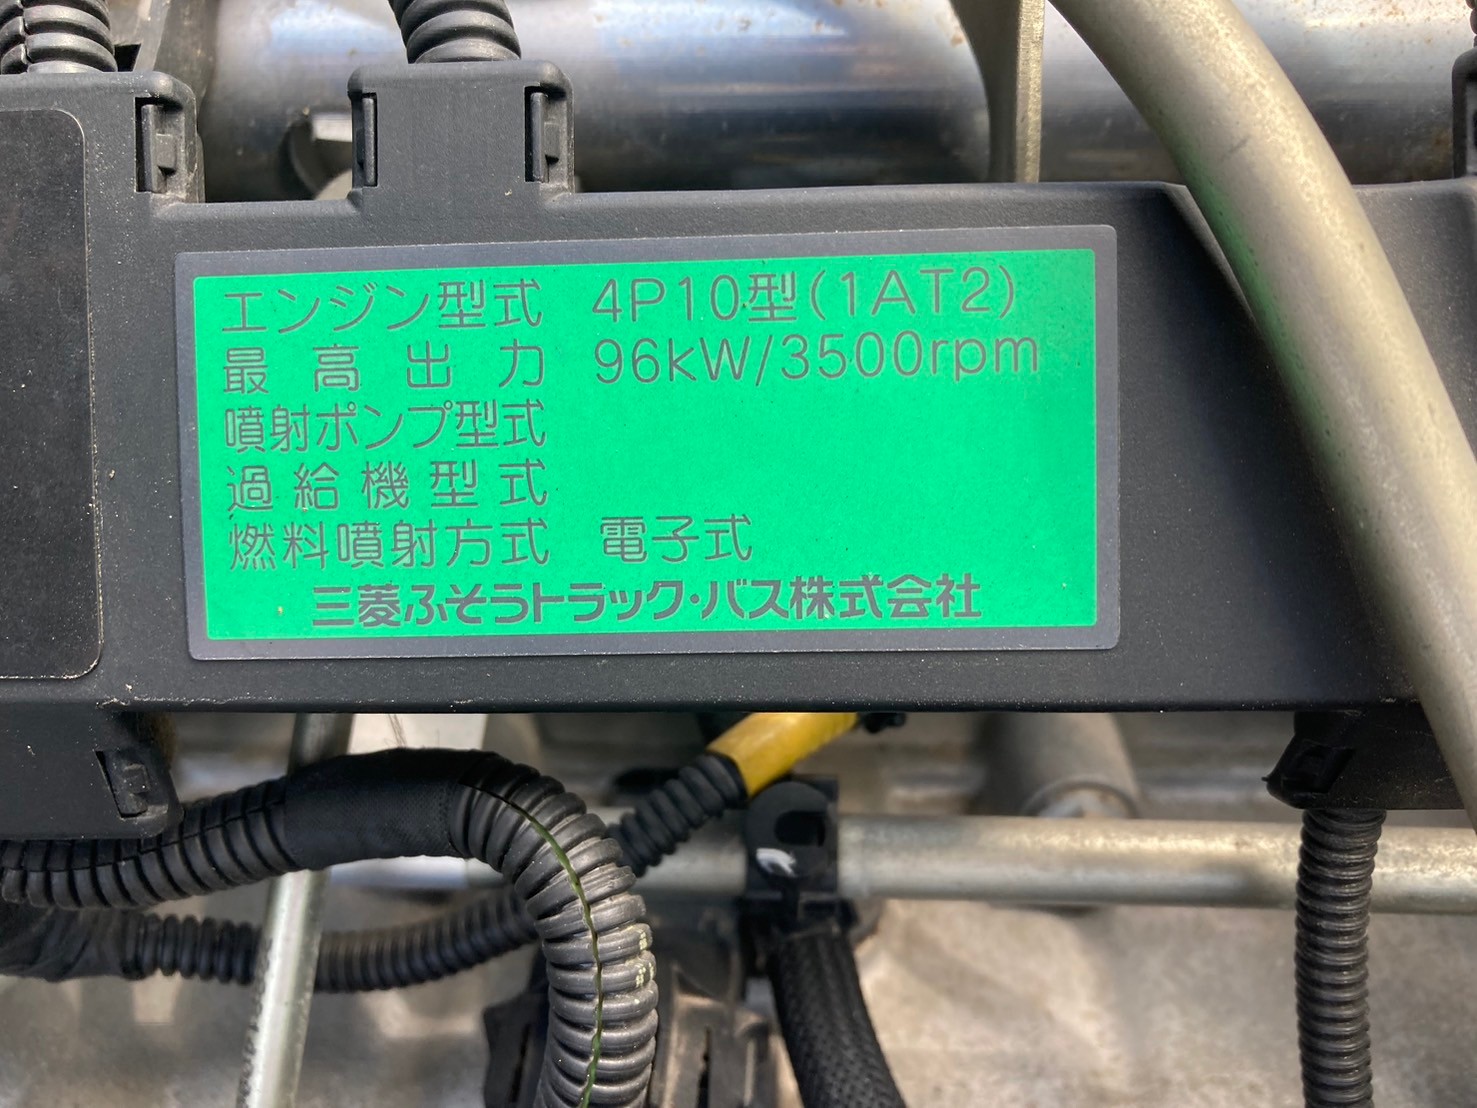 エンジン型式 4P10型(1AT2)
最高出力 96kW/3500rpm
噴射ポンプ型式
過給機型式
燃料噴射方式 電子式
三菱ふそうトラック・バス株式会社